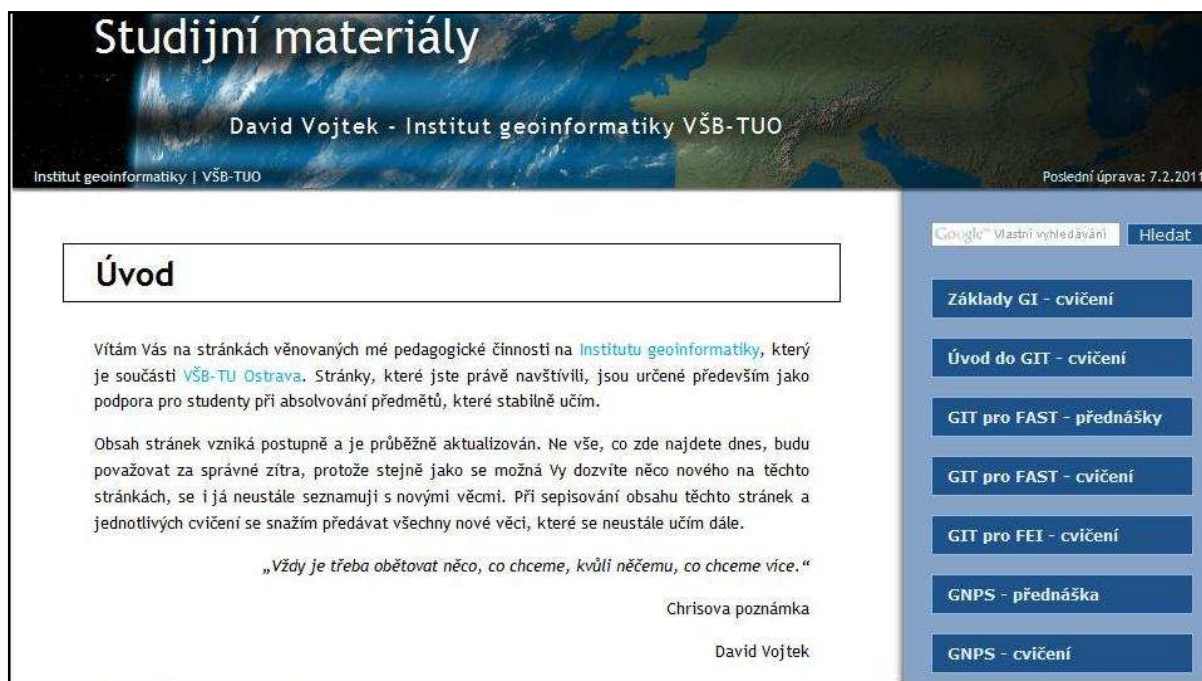 Studijní materiály
David Vojtek - Institut geoinformatiky VŠB-TUO
Institut geoinformatiky | VŠB-TUO
Poslední úprava: 7.2.2011
Úvod
Vítám Vás na stránkách věnovaných mé pedagogické činnosti na Institutu geoinformatiky, který
je součásti VŠB-TU Ostrava. Stránky, které jste právě navštívili, jsou určené především jako
podpora pro studenty při absolvování předmětů, které stabilně učím.
Obsah stránek vzniká postupně a je průběžně aktualizován. Ne vše, co zde najdete dnes, budu
považovat za správné zítra, protože stejně jako se možná Vy dozvíte něco nového na těchto
stránkách, se i já neustále seznamuji s novými věcmi. Při sepisování obsahu těchto stránek a
jednotlivých cvičení se snažím předávat všechny nové věci, které se neustále učím dále.
„Vždy je třeba obětovat něco, co chceme, kvůli něčemu, co chceme více.“
Chrisova poznámka
David Vojtek
Google™ Vlastní vyhledávání Hledat
Základy GI - cvičení
Úvod do GIT - cvičení
GIT pro FAST - přednášky
GIT pro FAST - cvičení
GIT pro FEI - cvičení
GNPS - přednáška
GNPS - cvičení